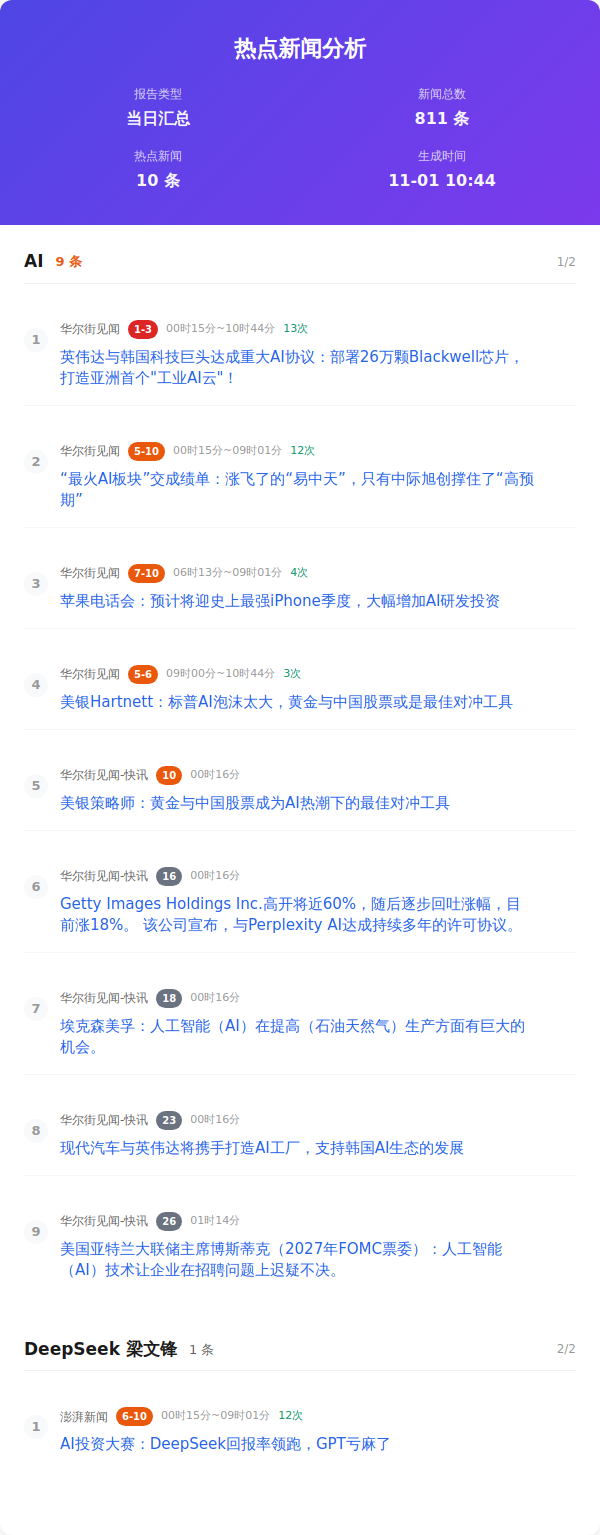 热点新闻分析
报告类型
新闻总数
当日汇总
811 条
热点新闻
生成时间
10 条
11-01 10:44
AI 9 条 1/2
1 华尔街见闻 1-3 00时15分~10时44分 13次
英伟达与韩国科技巨头达成重大AI协议：部署26万颗Blackwell芯片，
打造亚洲首个"工业AI云"！
2 华尔街见闻 5-10 00时15分~09时01分 12次
“最火AI板块”交成绩单：涨飞了的“易中天”，只有中际旭创撑住了“高预
期”
3 华尔街见闻 7-10 06时13分~09时01分 4次
苹果电话会：预计将迎史上最强iPhone季度，大幅增加AI研发投资
4 华尔街见闻 5-6 09时00分~10时44分 3次
美银Hartnett：标普AI泡沫太大，黄金与中国股票或是最佳对冲工具
5 华尔街见闻-快讯 10 00时16分
美银策略师：黄金与中国股票成为AI热潮下的最佳对冲工具
6 华尔街见闻-快讯 16 00时16分
Getty Images Holdings Inc.高开将近60%，随后逐步回吐涨幅，目
前涨18%。 该公司宣布，与Perplexity AI达成持续多年的许可协议。
7 华尔街见闻-快讯 18 00时16分
埃克森美孚：人工智能（AI）在提高（石油天然气）生产方面有巨大的
机会。
8 华尔街见闻-快讯 23 00时16分
现代汽车与英伟达将携手打造AI工厂，支持韩国AI生态的发展
9 华尔街见闻-快讯 26 01时14分
美国亚特兰大联储主席博斯蒂克（2027年FOMC票委）：人工智能
（AI）技术让企业在招聘问题上迟疑不决。
DeepSeek 梁文锋 1 条 2/2
1 澎湃新闻 6-10 00时15分~09时01分 12次
AI投资大赛：DeepSeek回报率领跑，GPT亏麻了